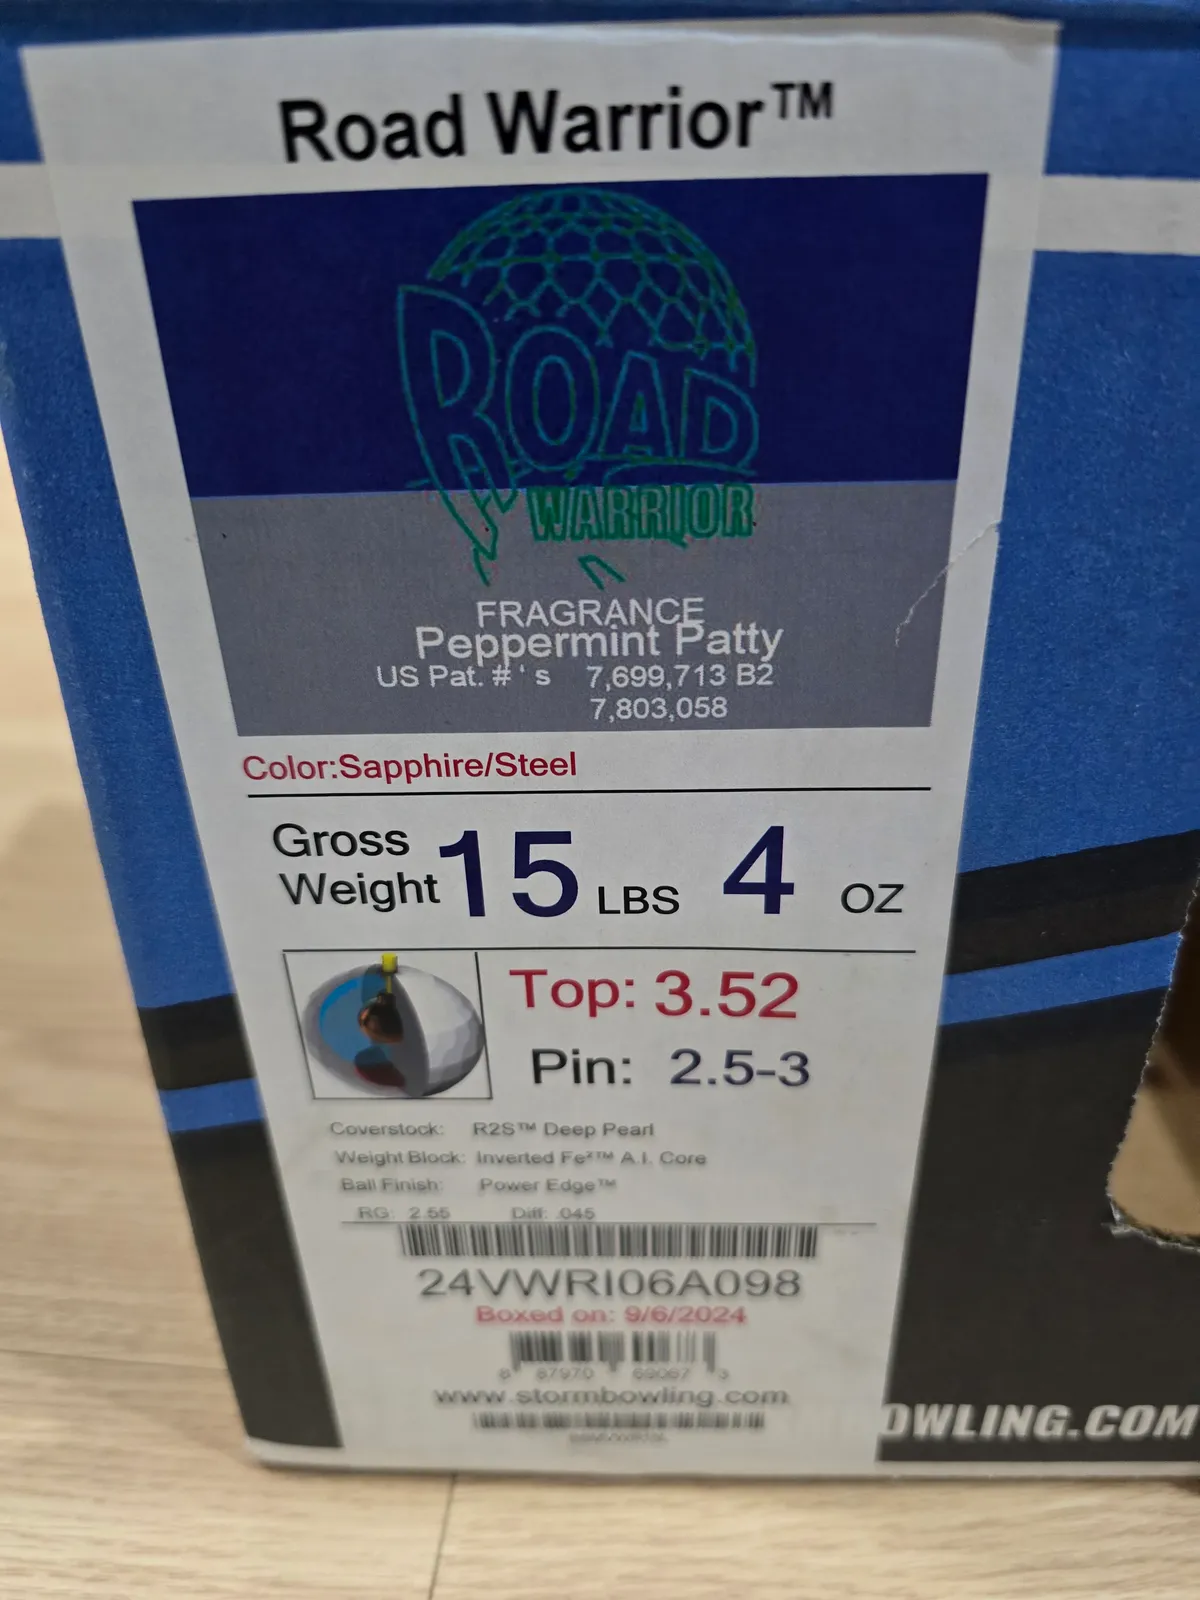 Road Warrior™
ROAD
WARRIOR
FRAGRANCE
Peppermint Patty
US Pat. #'s 7,699,713 B2
7,803,058
Color:Sapphire/Steel
Gross
Weight 15 LBS 4 OZ
Top: 3.52
Pin: 2.5-3
Coverstock: R2S™ Deep Pearl
Weight Block: Inverted Fe²™ A.I. Core
Ball Finish: Power Edge™
RG: 2.55 Diff: .045
24VWRI06A098
Boxed on: 9/6/2024
www.stormbowling.com
OWLING.COM